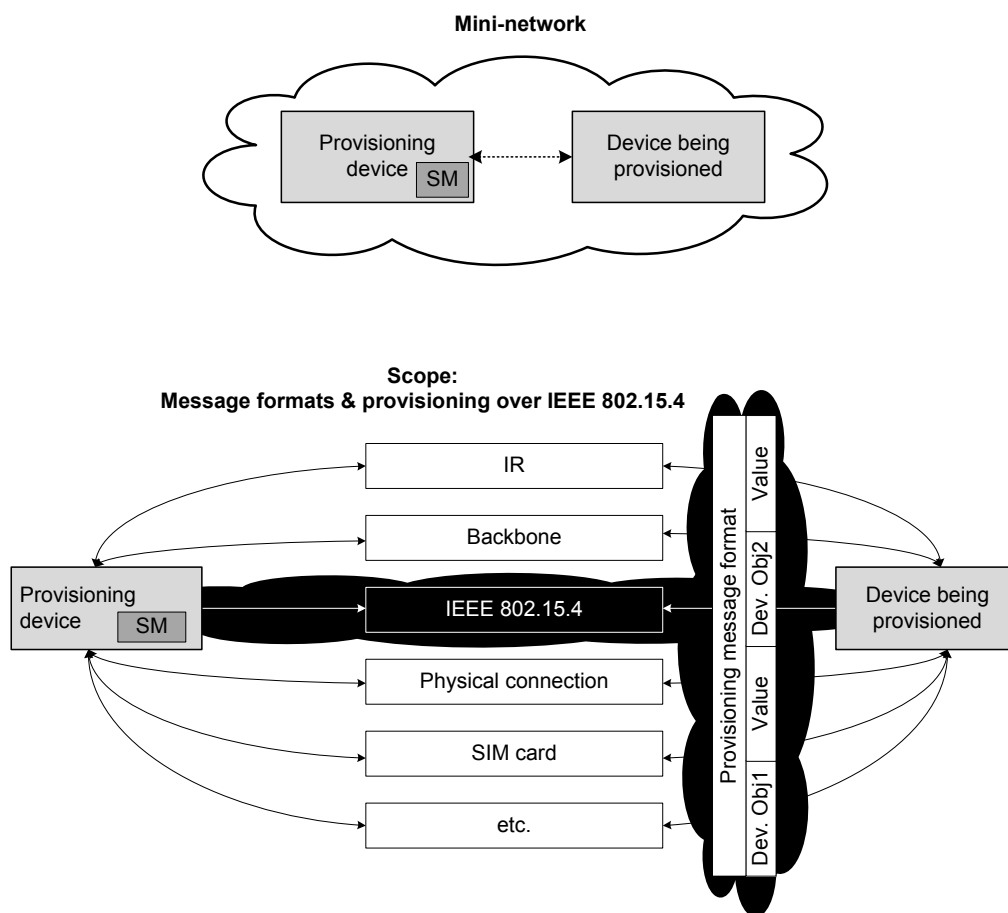 Mini-network
Provisioning
device
SM
Device being
provisioned
Scope:
Message formats & provisioning over IEEE 802.15.4
IR
Backbone
Provisioning
device
SM
IEEE 802.15.4
Physical connection
SIM card
etc.
Provisioning message format
Dev. Obj1
Value
Dev. Obj2
Value
Device being
provisioned